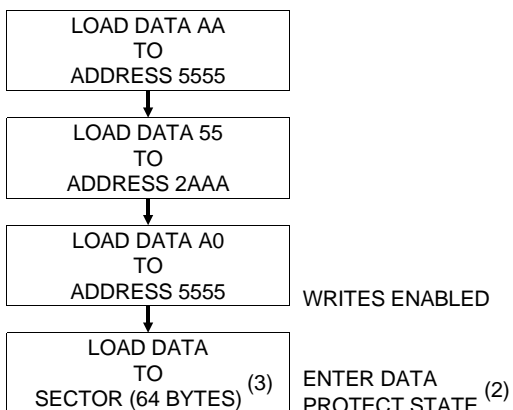 LOAD DATA AA
TO
ADDRESS 5555
LOAD DATA 55
TO
ADDRESS 2AAA
LOAD DATA A0
TO
ADDRESS 5555
WRITES ENABLED
LOAD DATA
TO
SECTOR (64 BYTES) (3)
ENTER DATA
PROTECT STATE (2)